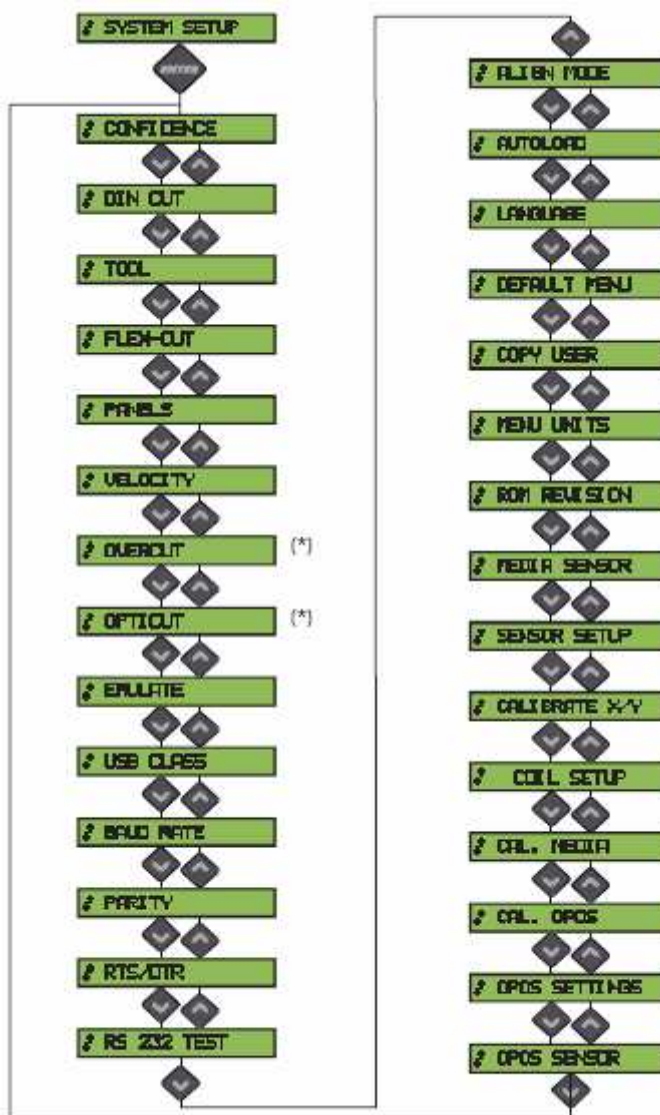 SYSTEM SETUP
ENTER
CONFIDENCE
DIN CUT
TOOL
FLEX-CUT
PANELS
VELOCITY
OVERCUT (*)
OPTICUT (*)
EMULATE
USB CLASS
BAUD RATE
PARITY
RTS/DTR
RS 232 TEST
ALIGN MODE
AUTOLOAD
LANGUAGE
DEFAULT MENU
COPY USER
MENU UNITS
ROM REVISION
MEDIA SENSOR
SENSOR SETUP
CALIBRATE X/Y
COIL SETUP
CAL. MEDIA
CAL. OPOS
OPOS SETTINGS
OPOS SENSOR